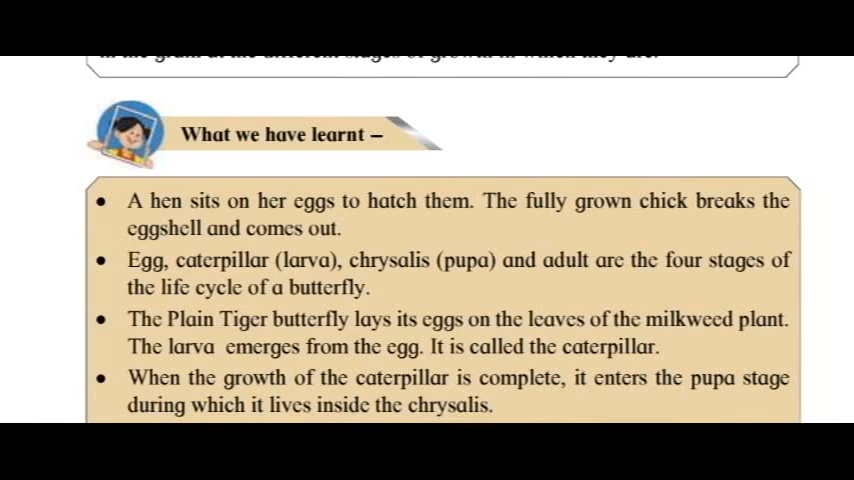 What we have learnt –
• A hen sits on her eggs to hatch them. The fully grown chick breaks the
eggshell and comes out.
• Egg, caterpillar (larva), chrysalis (pupa) and adult are the four stages of
the life cycle of a butterfly.
• The Plain Tiger butterfly lays its eggs on the leaves of the milkweed plant.
The larva emerges from the egg. It is called the caterpillar.
• When the growth of the caterpillar is complete, it enters the pupa stage
during which it lives inside the chrysalis.